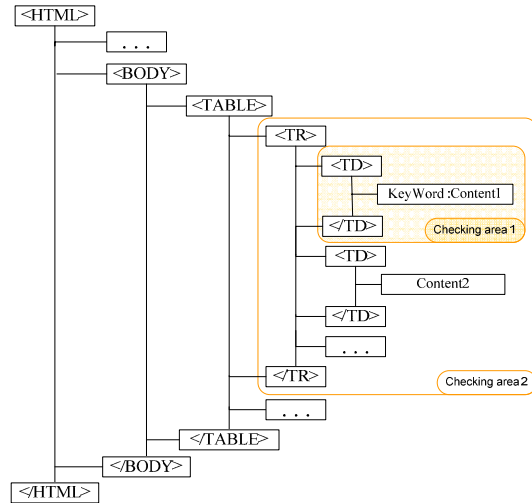 <HTML>
...
<BODY>
<TABLE>
<TR>
<TD>
KeyWord:Content1
</TD>
Checking area 1
<TD>
Content2
</TD>
...
</TR>
Checking area 2
...
</TABLE>
</BODY>
</HTML>